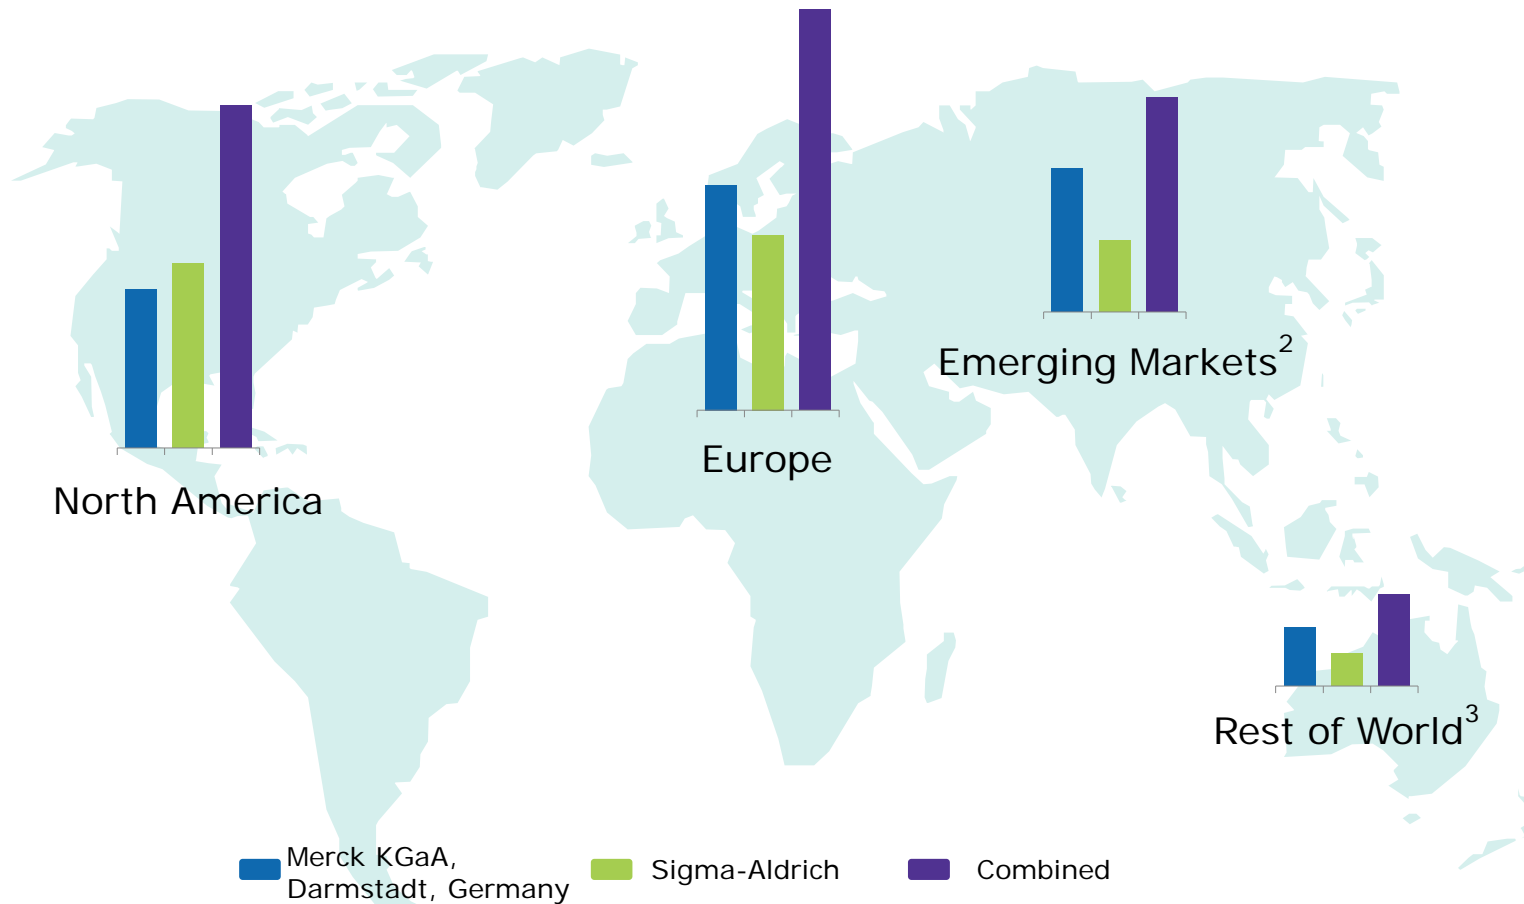 Emerging Markets2
Europe
North America
Rest of World3
Merck KGaA,
Darmstadt, Germany
Sigma-Aldrich
Combined